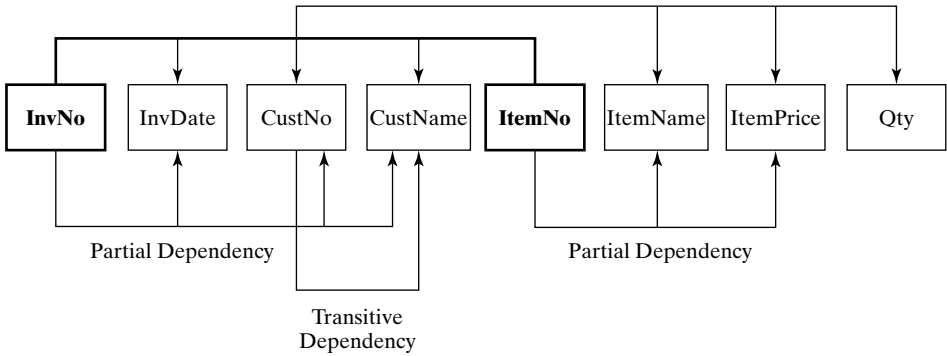 InvNo InvDate CustNo CustName ItemNo ItemName ItemPrice Qty
Partial Dependency Partial Dependency
Transitive
Dependency